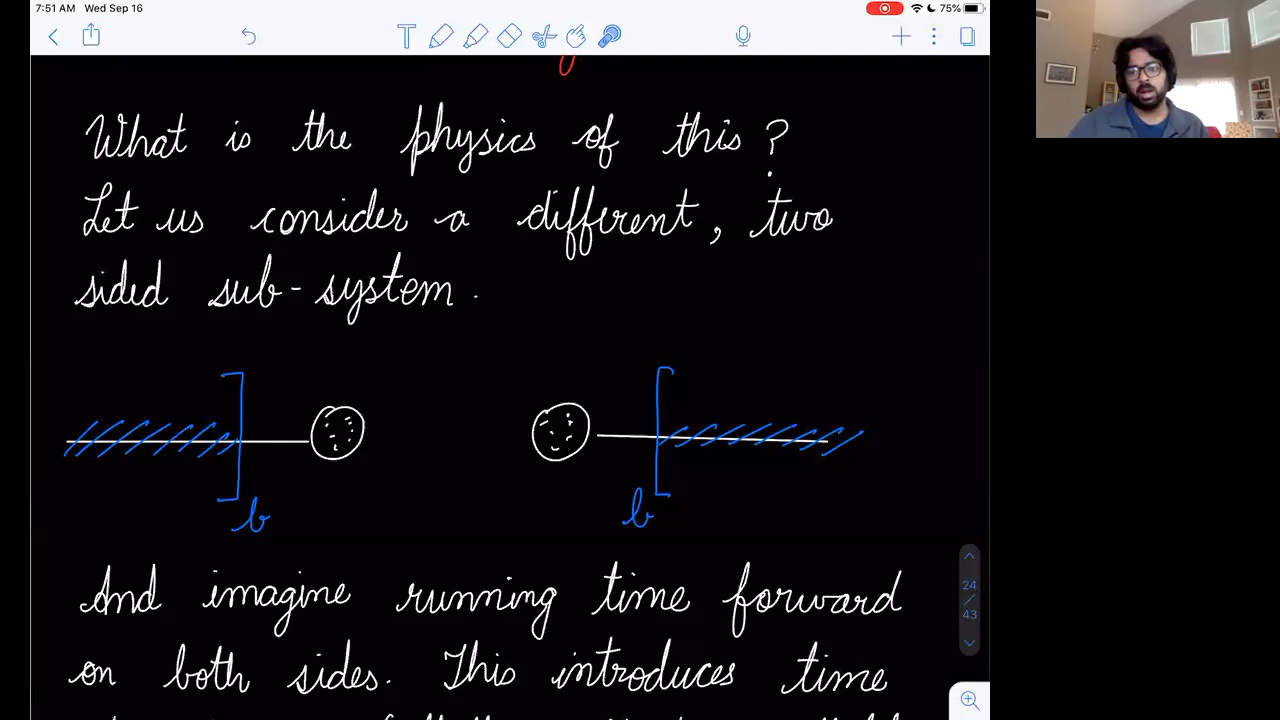 7:51 AM Wed Sep 16
75%
What is the physics of this?
Let us consider a different, two
sided sub-system.
b
b
And imagine running time forward
on both sides. This introduces time
24
/
43